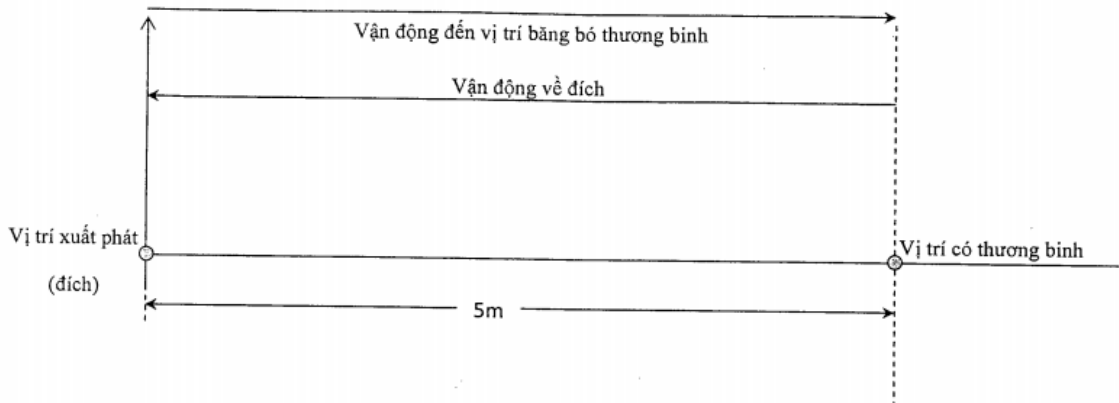 Vận động đến vị trí băng bó thương binh
Vận động về đích
Vị trí xuất phát
(đích)
Vị trí có thương binh
5m